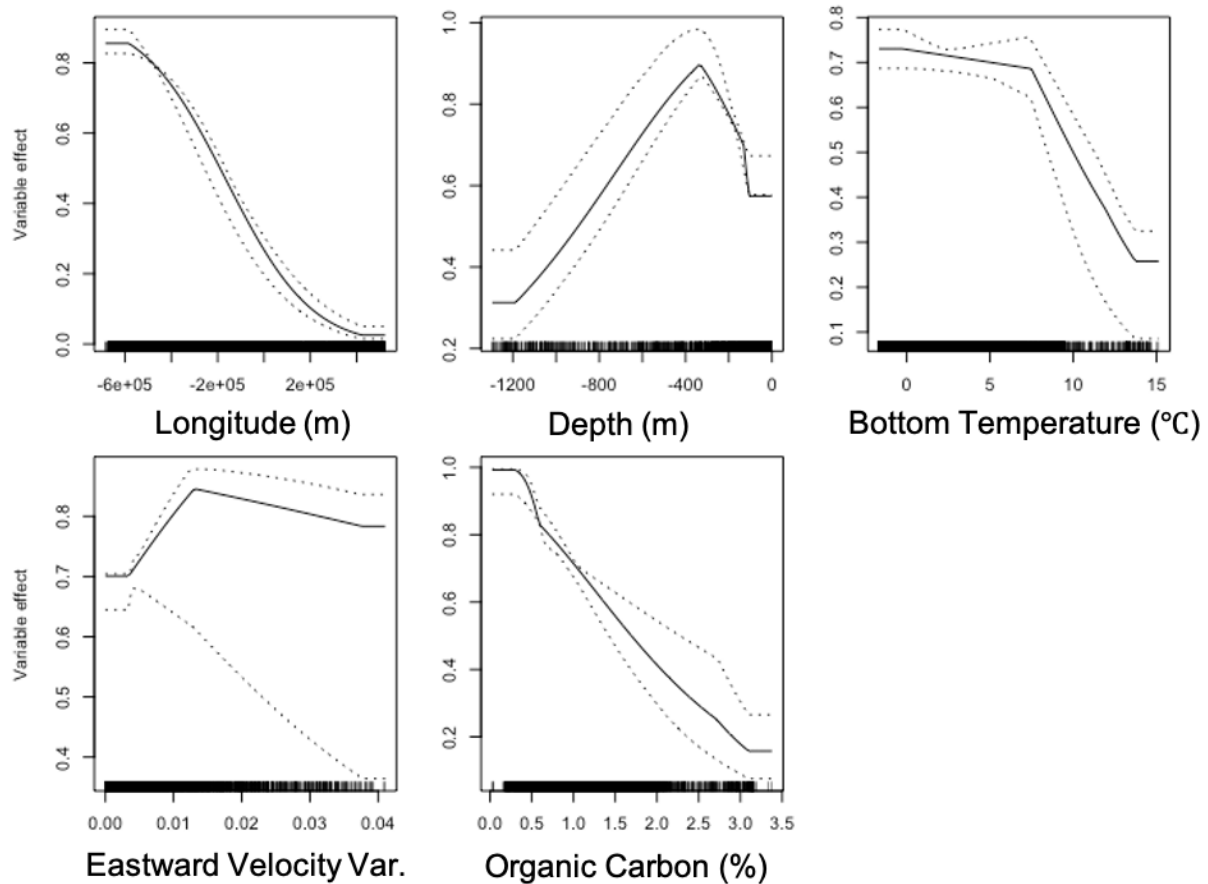 Variable effect
0.0 0.2 0.4 0.6 0.8
-6e+05 -2e+05 2e+05
Longitude (m)
0.2 0.4 0.6 0.8 1.0
-1200 -800 -400 0
Depth (m)
0.1 0.2 0.3 0.4 0.5 0.6 0.7 0.8
0 5 10 15
Bottom Temperature (°C)
Variable effect
0.4 0.5 0.6 0.7 0.8
0.00 0.01 0.02 0.03 0.04
Eastward Velocity Var.
0.2 0.4 0.6 0.8 1.0
0.0 0.5 1.0 1.5 2.0 2.5 3.0 3.5
Organic Carbon (%)